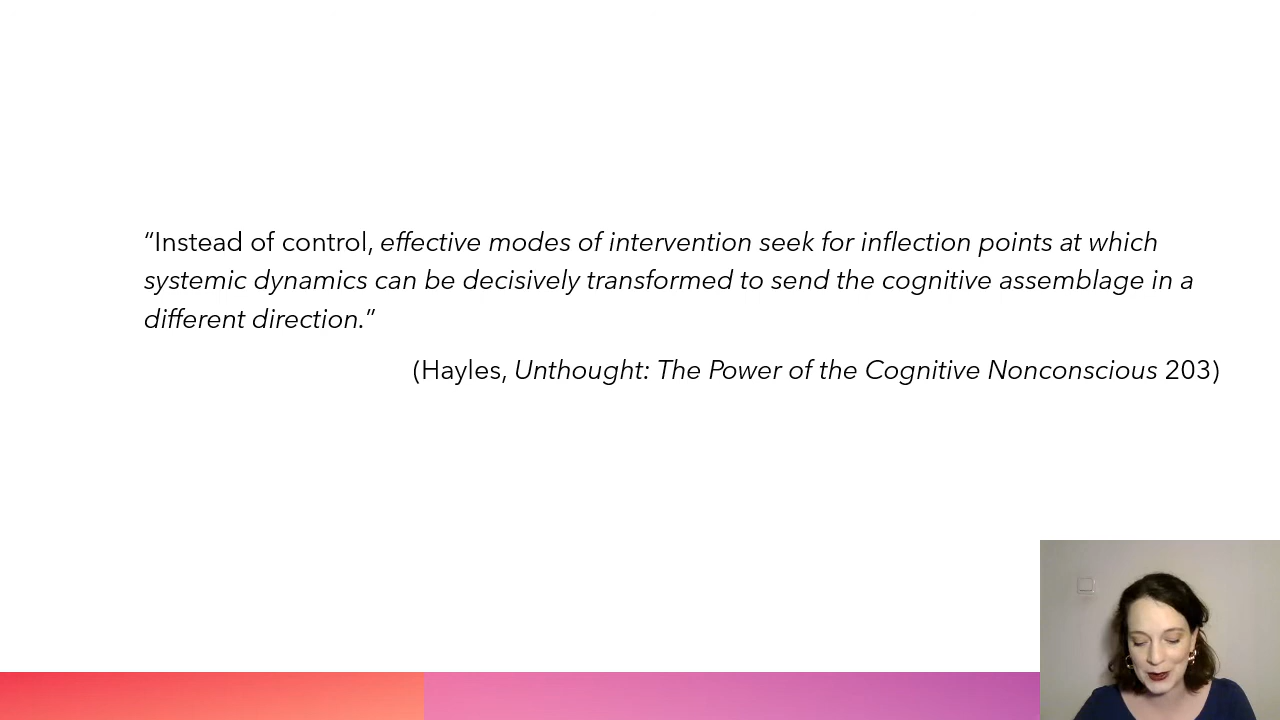 “Instead of control, effective modes of intervention seek for inflection points at which
systemic dynamics can be decisively transformed to send the cognitive assemblage in a
different direction.”
(Hayles, Unthought: The Power of the Cognitive Nonconscious 203)